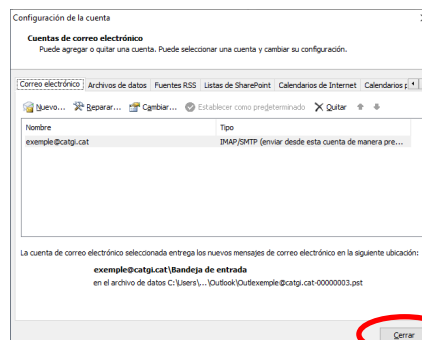 Configuración de la cuenta
Cuentas de correo electrónico
Puede agregar o quitar una cuenta. Puede seleccionar una cuenta y cambiar su configuración.
Correo electrónico Archivos de datos Fuentes RSS Listas de SharePoint Calendarios de Internet Calendarios p
Nuevo... Reparar... Cambiar... Establecer como predeterminado Quitar
Nombre Tipo
exemple@catgi.cat IMAP/SMTP (enviar desde esta cuenta de manera pre...
La cuenta de correo electrónico seleccionada entrega los nuevos mensajes de correo electrónico en la siguiente ubicación:
exemple@catgi.cat\Bandeja de entrada
en el archivo de datos C:\Users\...\Outlook\Outlexemple@catgi.cat-00000003.pst
Cerrar